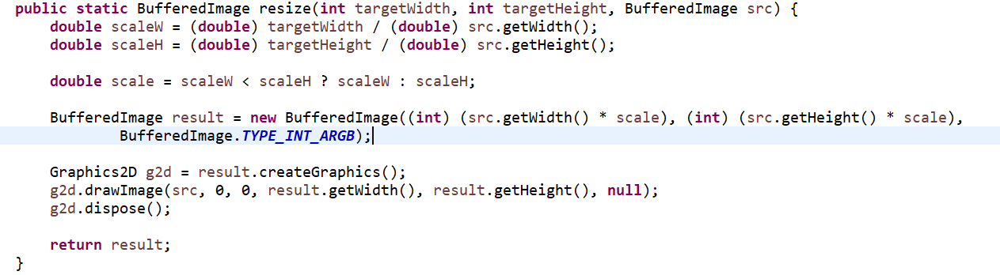 public static BufferedImage resize(int targetWidth, int targetHeight, BufferedImage src) {
    double scaleW = (double) targetWidth / (double) src.getWidth();
    double scaleH = (double) targetHeight / (double) src.getHeight();

    double scale = scaleW < scaleH ? scaleW : scaleH;

    BufferedImage result = new BufferedImage((int) (src.getWidth() * scale), (int) (src.getHeight() * scale),
            BufferedImage.TYPE_INT_ARGB);

    Graphics2D g2d = result.createGraphics();
    g2d.drawImage(src, 0, 0, result.getWidth(), result.getHeight(), null);
    g2d.dispose();

    return result;
}